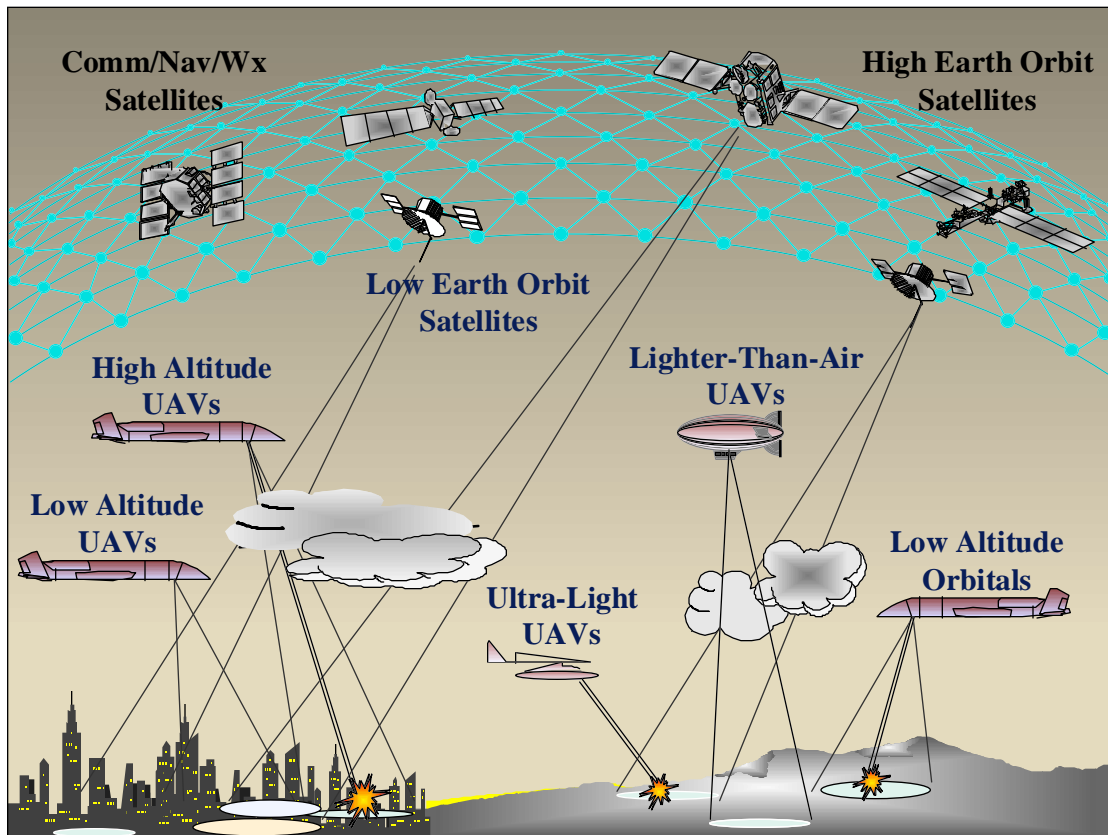 Comm/Nav/Wx
Satellites
High Earth Orbit
Satellites
Low Earth Orbit
Satellites
High Altitude
UAVs
Lighter-Than-Air
UAVs
Low Altitude
UAVs
Low Altitude
Orbitals
Ultra-Light
UAVs